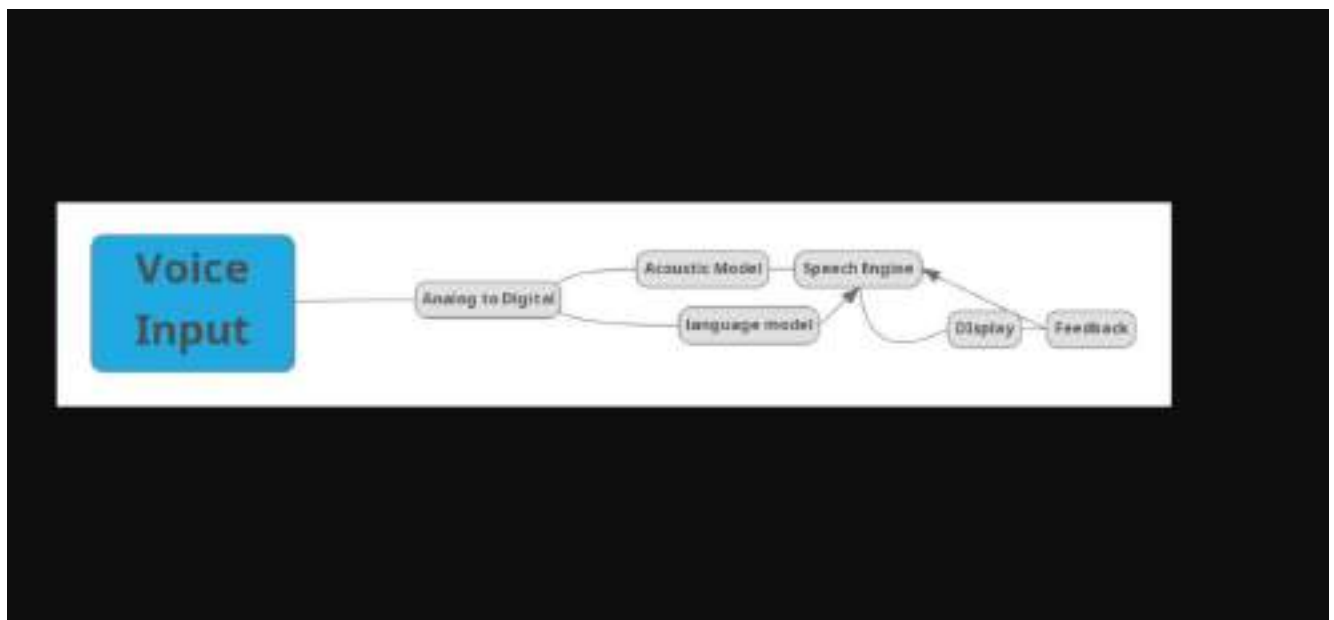 Voice
Input
Analog to Digital
Acoustic Model
Speech Engine
language model
DIsplay
Feedback